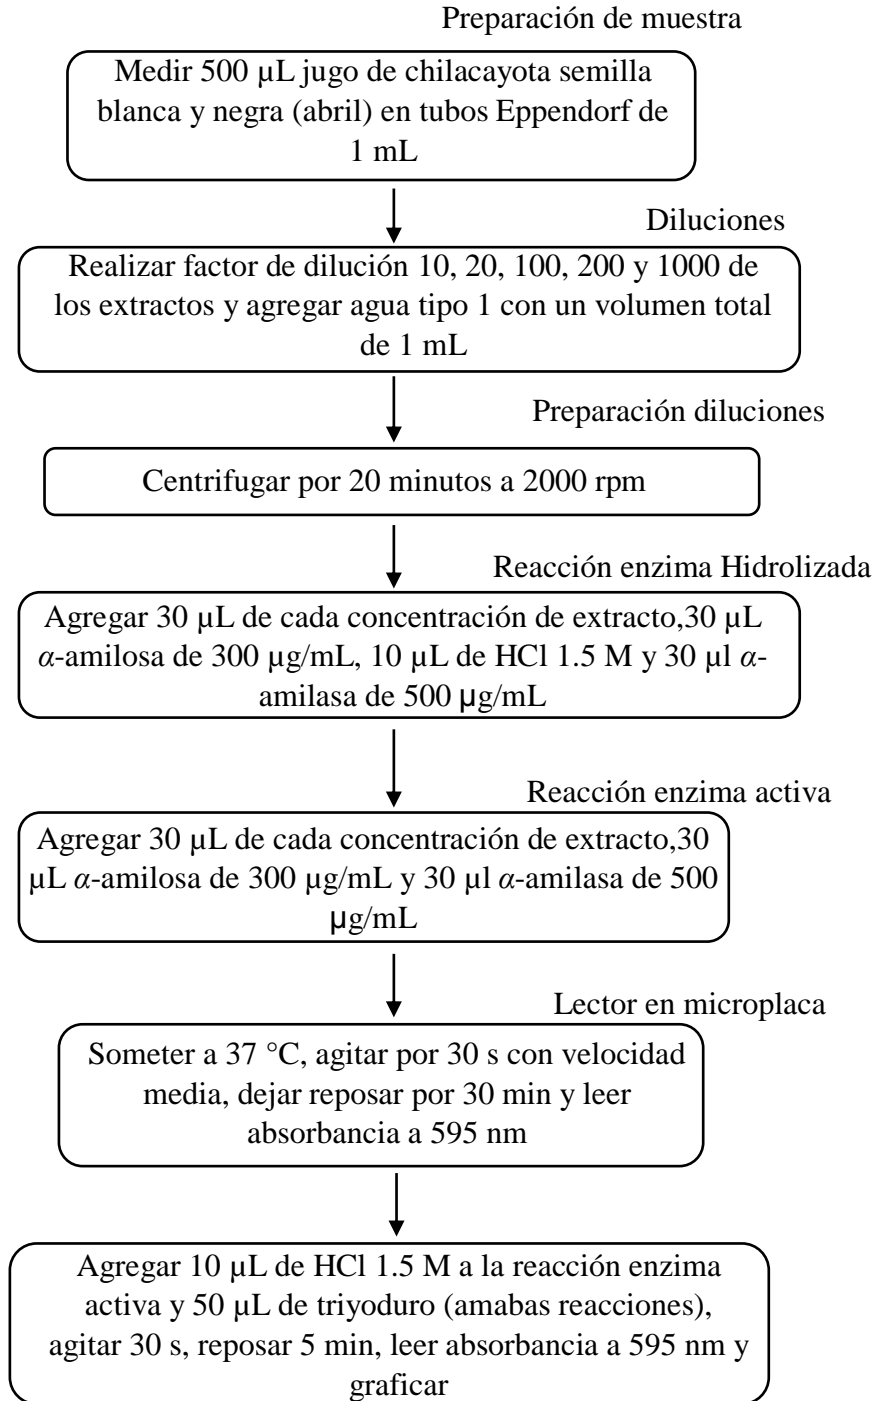 Preparación de muestra
Medir 500 µL jugo de chilacayota semilla
blanca y negra (abril) en tubos Eppendorf de
1 mL
Diluciones
Realizar factor de dilución 10, 20, 100, 200 y 1000 de
los extractos y agregar agua tipo 1 con un volumen total
de 1 mL
Preparación diluciones
Centrifugar por 20 minutos a 2000 rpm
Reacción enzima Hidrolizada
Agregar 30 µL de cada concentración de extracto,30 µL
α-amilosa de 300 µg/mL, 10 µL de HCl 1.5 M y 30 µl α-
amilasa de 500 µg/mL
Reacción enzima activa
Agregar 30 µL de cada concentración de extracto,30
µL α-amilosa de 300 µg/mL y 30 µl α-amilasa de 500
µg/mL
Lector en microplaca
Someter a 37 °C, agitar por 30 s con velocidad
media, dejar reposar por 30 min y leer
absorbancia a 595 nm
Agregar 10 µL de HCl 1.5 M a la reacción enzima
activa y 50 µL de triyoduro (amabas reacciones),
agitar 30 s, reposar 5 min, leer absorbancia a 595 nm y
graficar